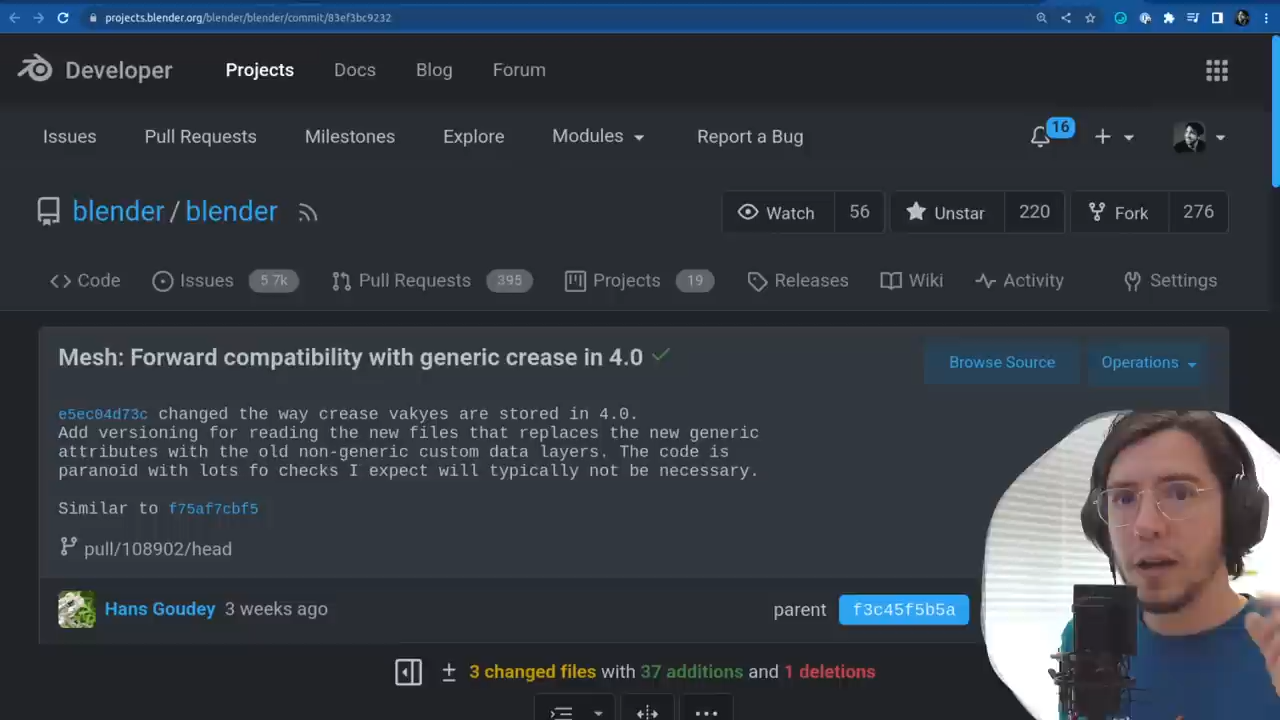 projects.blender.org/blender/blender/commit/83ef3bc9232
Developer
Projects
Docs
Blog
Forum
Issues
Pull Requests
Milestones
Explore
Modules
Report a Bug
16
blender / blender
Watch
56
Unstar
220
Fork
276
Code
Issues
5.7k
Pull Requests
395
Projects
19
Releases
Wiki
Activity
Settings
Mesh: Forward compatibility with generic crease in 4.0
Browse Source
Operations
e5ec04d73c changed the way crease vakyes are stored in 4.0.
Add versioning for reading the new files that replaces the new generic
attributes with the old non-generic custom data layers. The code is
paranoid with lots fo checks I expect will typically not be necessary.
Similar to f75af7cbf5
pull/108902/head
Hans Goudey 3 weeks ago
parent
f3c45f5b5a
3 changed files with 37 additions and 1 deletions